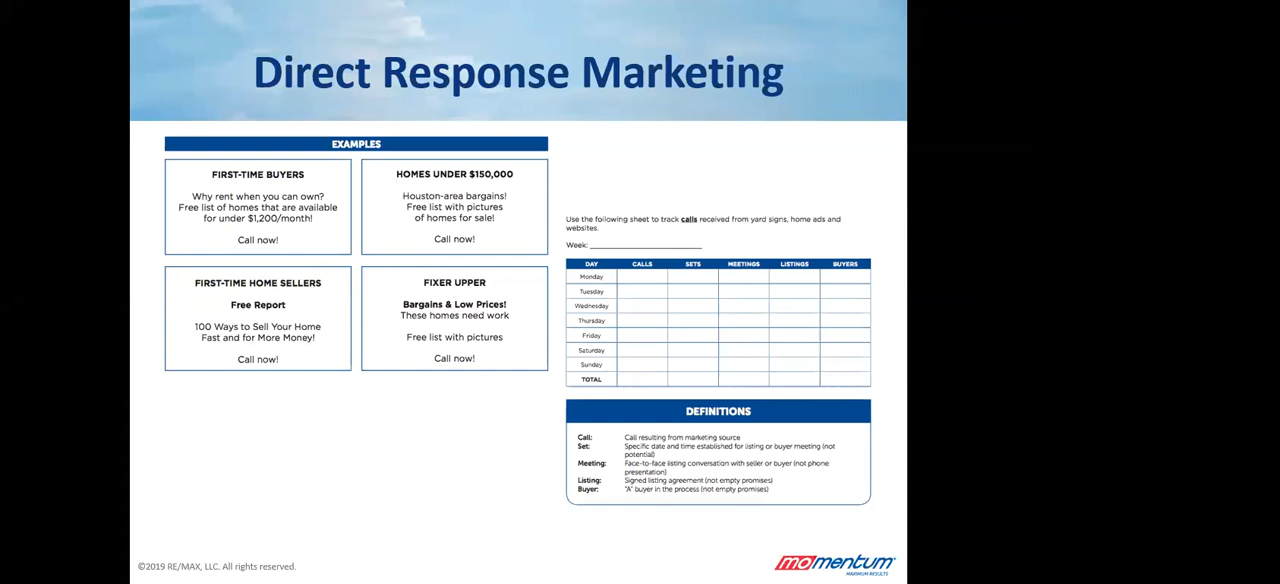 Direct Response Marketing
EXAMPLES
FIRST-TIME BUYERS
Why rent when you can own?
Free list of homes that are available
for under $1,200/month!
Call now!
HOMES UNDER $150,000
Houston-area bargains!
Free list with pictures
of homes for sale!
Call now!
FIRST-TIME HOME SELLERS
Free Report
100 Ways to Sell Your Home
Fast and for More Money!
Call now!
FIXER UPPER
Bargains & Low Prices!
These homes need work
Free list with pictures
Call now!
Use the following sheet to track calls received from yard signs, home ads and
websites.
Week: ____________________
DAY CALLS SETS MEETINGS LISTINGS BUYERS
Monday
Tuesday
Wednesday
Thursday
Friday
Saturday
Sunday
TOTAL
DEFINITIONS
Call: Call resulting from marketing source
Set: Specific date and time established for listing or buyer meeting (not
potential)
Meeting: Face-to-face listing conversation with seller or buyer (not phone
presentation)
Listing: Signed listing agreement (not empty promises)
Buyer: "A" buyer in the process (not empty promises)
©2019 RE/MAX, LLC. All rights reserved.
momentum
MAXIMUM RESULTS